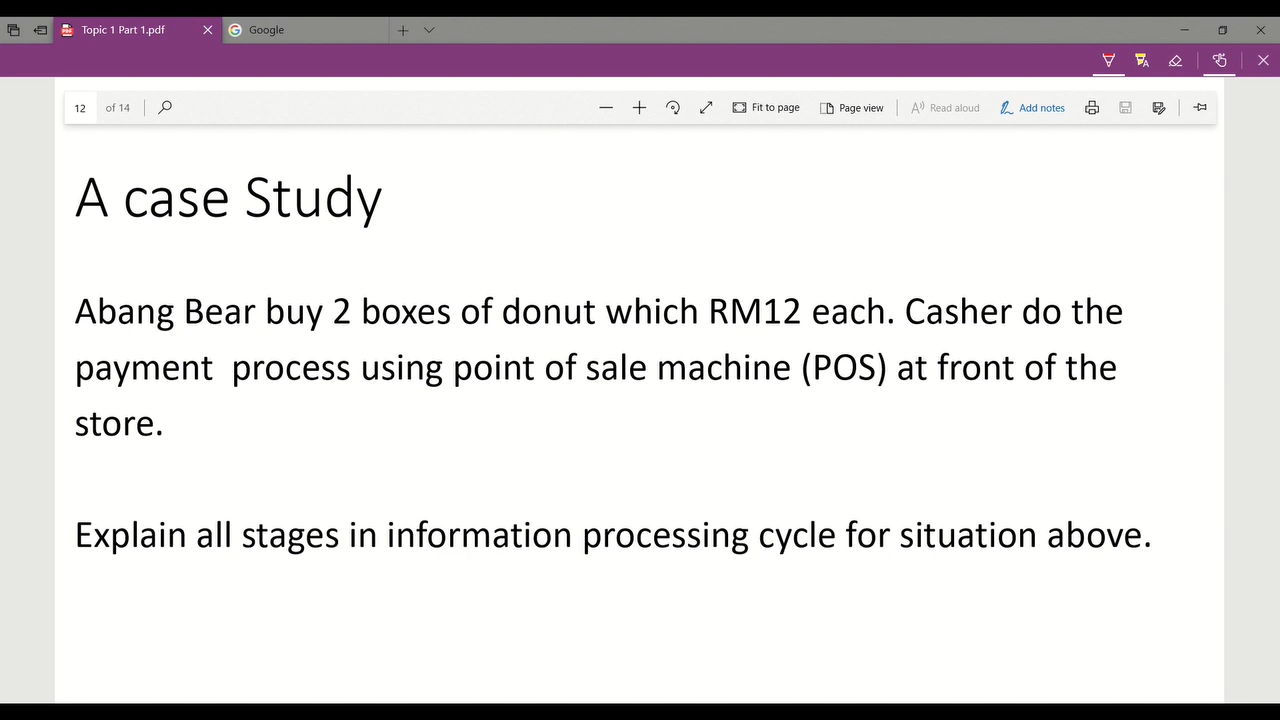 Topic 1 Part 1.pdf
Google
12 of 14
Fit to page
Page view
Read aloud
Add notes
A case Study
Abang Bear buy 2 boxes of donut which RM12 each. Casher do the
payment process using point of sale machine (POS) at front of the
store.
Explain all stages in information processing cycle for situation above.